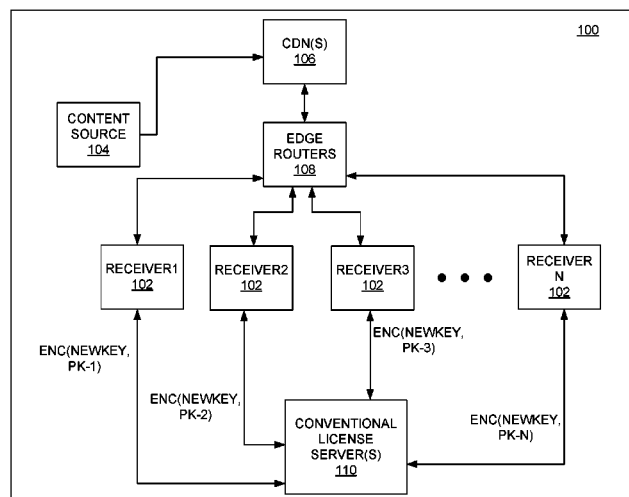 100
CDN(S)
106
CONTENT
SOURCE
104
EDGE
ROUTERS
108
RECEIVER1
102
RECEIVER2
102
RECEIVER3
102
RECEIVER
N
102
ENC(NEWKEY,
PK-1)
ENC(NEWKEY,
PK-2)
ENC(NEWKEY,
PK-3)
ENC(NEWKEY,
PK-N)
CONVENTIONAL
LICENSE
SERVER(S)
110